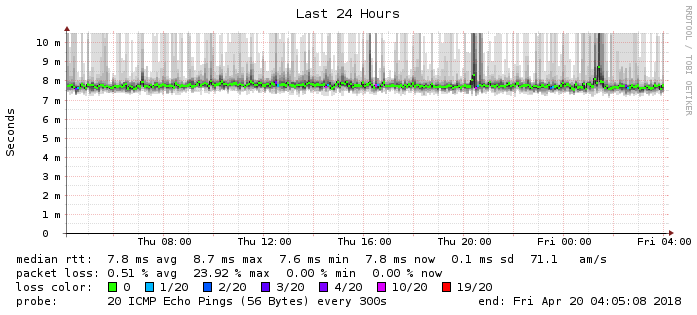 Last 24 Hours
RRDTOOL / TOBI OETIKER
Seconds
10 m
9 m
8 m
7 m
6 m
5 m
4 m
3 m
2 m
1 m
0
Thu 08:00 Thu 12:00 Thu 16:00 Thu 20:00 Fri 00:00 Fri 04:00
median rtt: 7.8 ms avg 8.7 ms max 7.6 ms min 7.8 ms now 0.1 ms sd 71.1 am/s
packet loss: 0.51 % avg 23.92 % max 0.00 % min 0.00 % now
loss color: 0 1/20 2/20 3/20 4/20 10/20 19/20
probe: 20 ICMP Echo Pings (56 Bytes) every 300s end: Fri Apr 20 04:05:08 2018